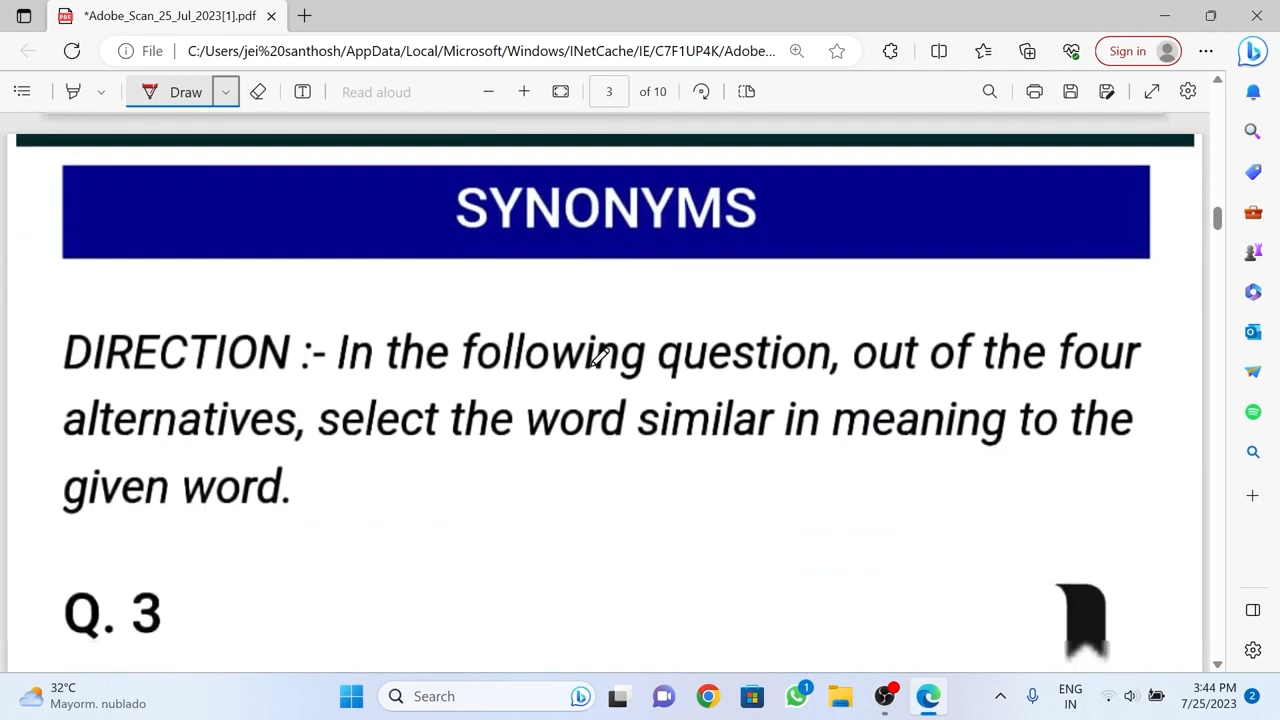 *Adobe_Scan_25_Jul_2023[1].pdf
File
C:/Users/jei%20santhosh/AppData/Local/Microsoft/Windows/INetCache/IE/C7F1UP4K/Adobe...
Sign in
Draw
Read aloud
3
of 10
SYNONYMS
DIRECTION :- In the following question, out of the four
alternatives, select the word similar in meaning to the
given word.
Q. 3
32°C
Mayorm. nublado
Search
1
ENG
IN
3:44 PM
7/25/2023
2